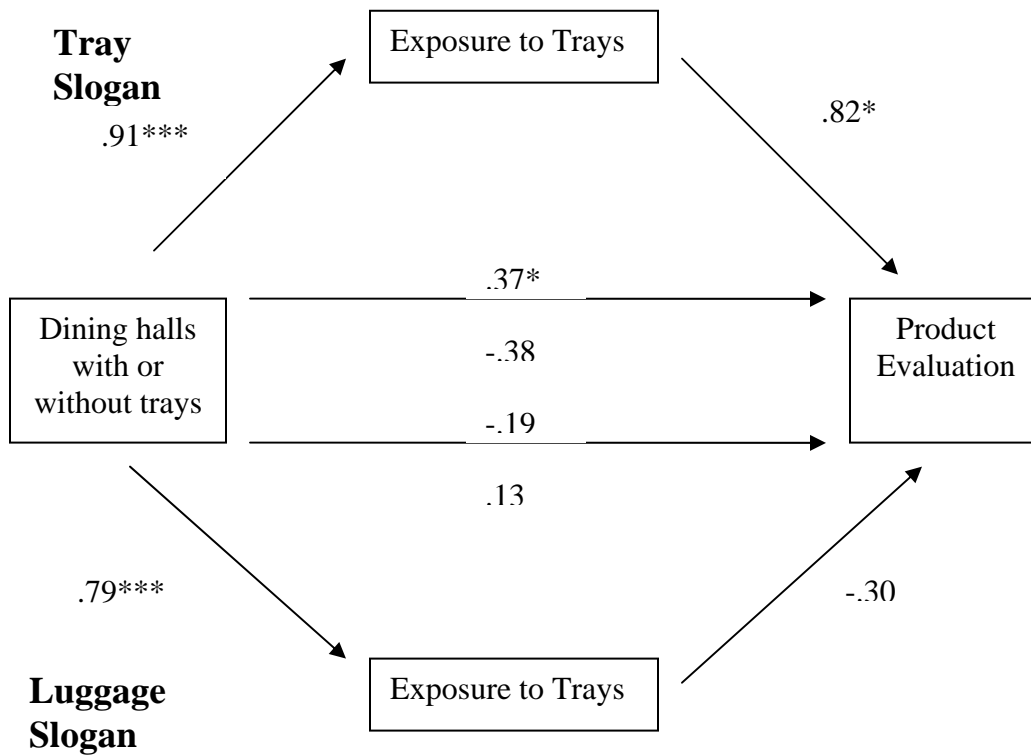 Tray
Slogan
Exposure to Trays
.91***
.82*
.37*
Dining halls
with or
without trays
-.38
-.19
.13
Product
Evaluation
.79***
-.30
Exposure to Trays
Luggage
Slogan